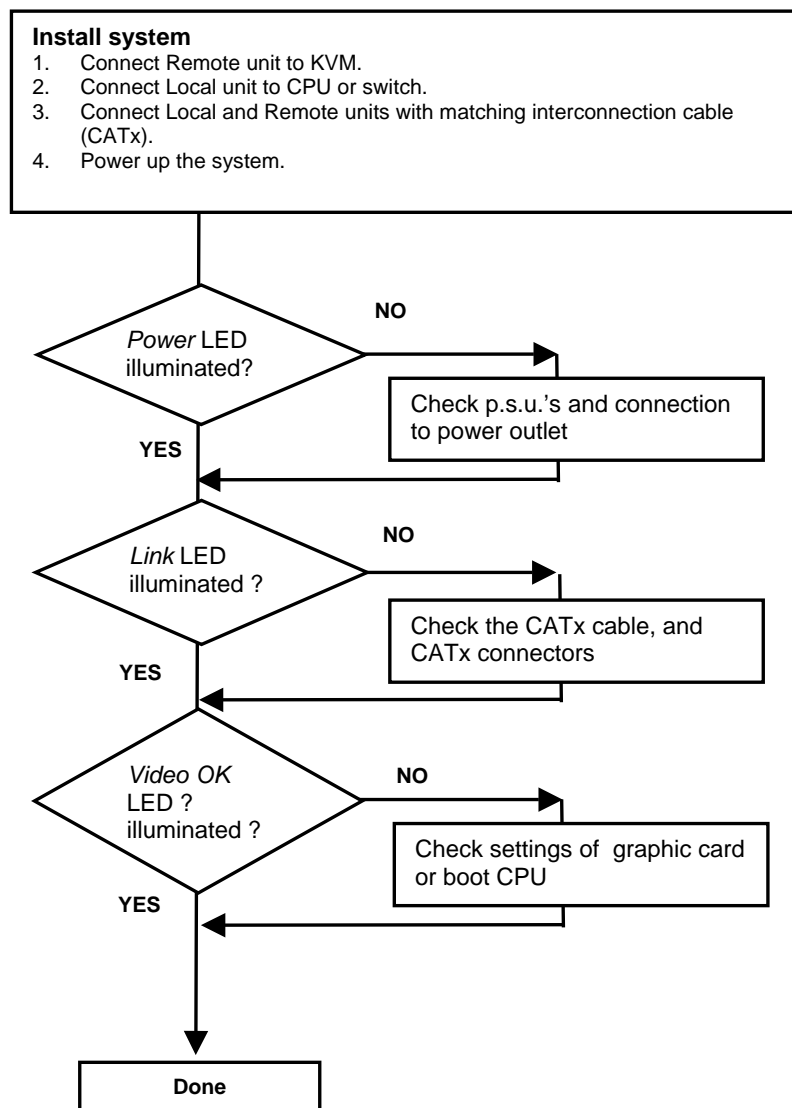 Install system
1. Connect Remote unit to KVM.
2. Connect Local unit to CPU or switch.
3. Connect Local and Remote units with matching interconnection cable
(CATx).
4. Power up the system.
NO
Power LED
illuminated?
Check p.s.u.'s and connection
to power outlet
YES
NO
Link LED
illuminated ?
Check the CATx cable, and
CATx connectors
YES
NO
Video OK
LED ?
illuminated ?
Check settings of graphic card
or boot CPU
YES
Done